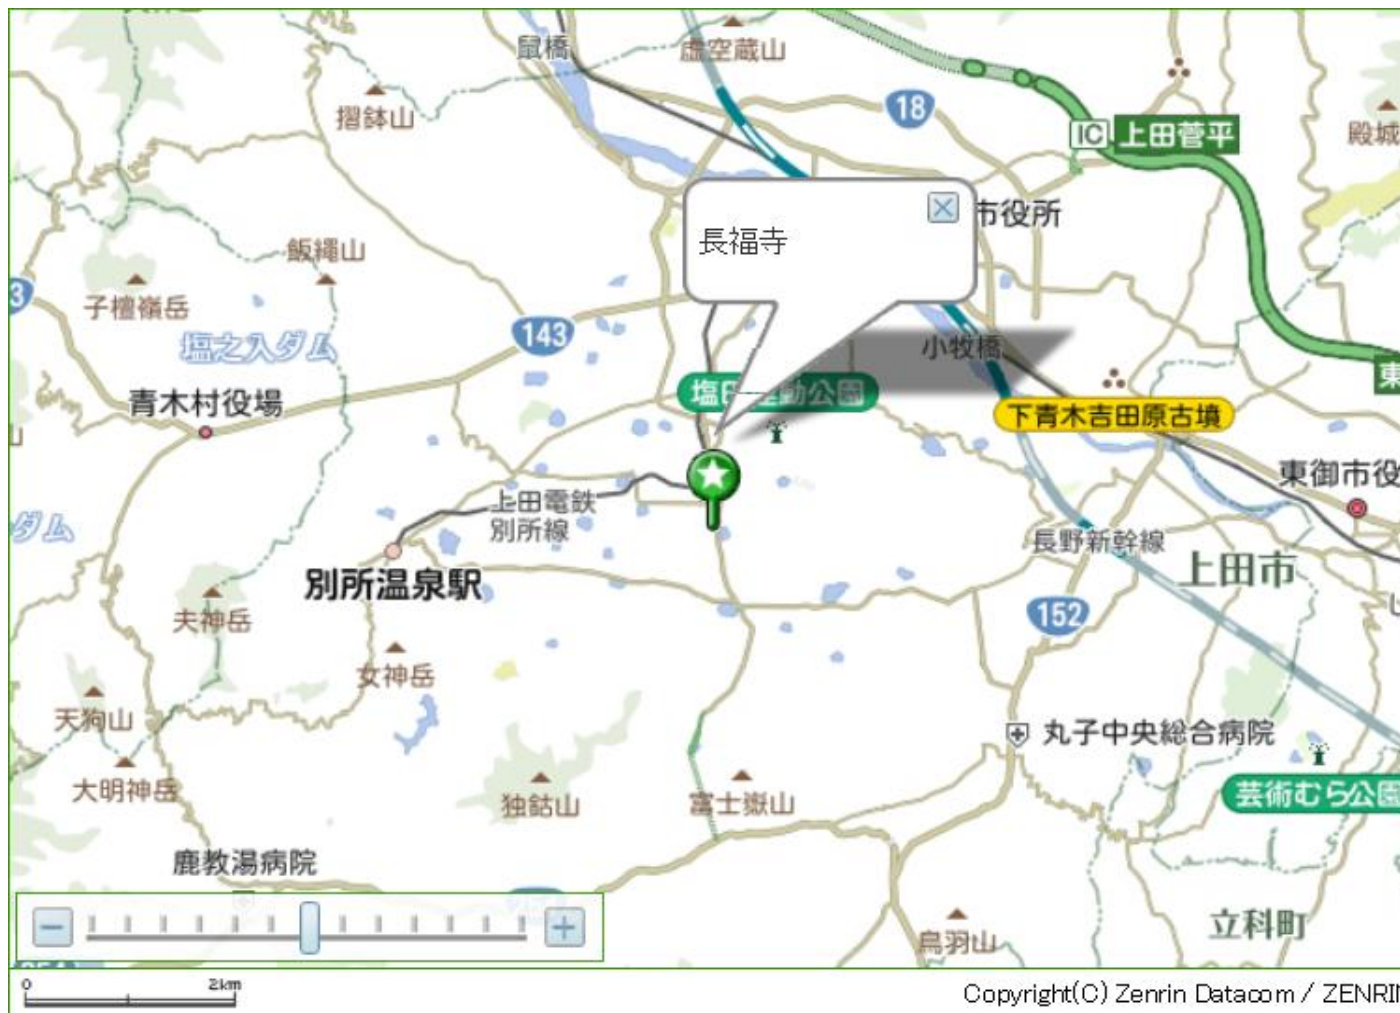 鼠橋
虚空蔵山
摺鉢山
18
IC
上田菅平
殿城
市役所
長福寺
飯縄山
子檀嶺岳
塩之入ダム
143
小牧橋
青木村役場
下青木吉田原古墳
東御市役
上田電鉄
別所線
ダム
長野新幹線
上田市
別所温泉駅
152
夫神岳
女神岳
天狗山
丸子中央総合病院
大明神岳
独鈷山
富士嶽山
芸術むら公園
鹿教湯病院
立科町
鳥羽山
0
2km
Copyright(C) Zenrin Datacom / ZENRIN